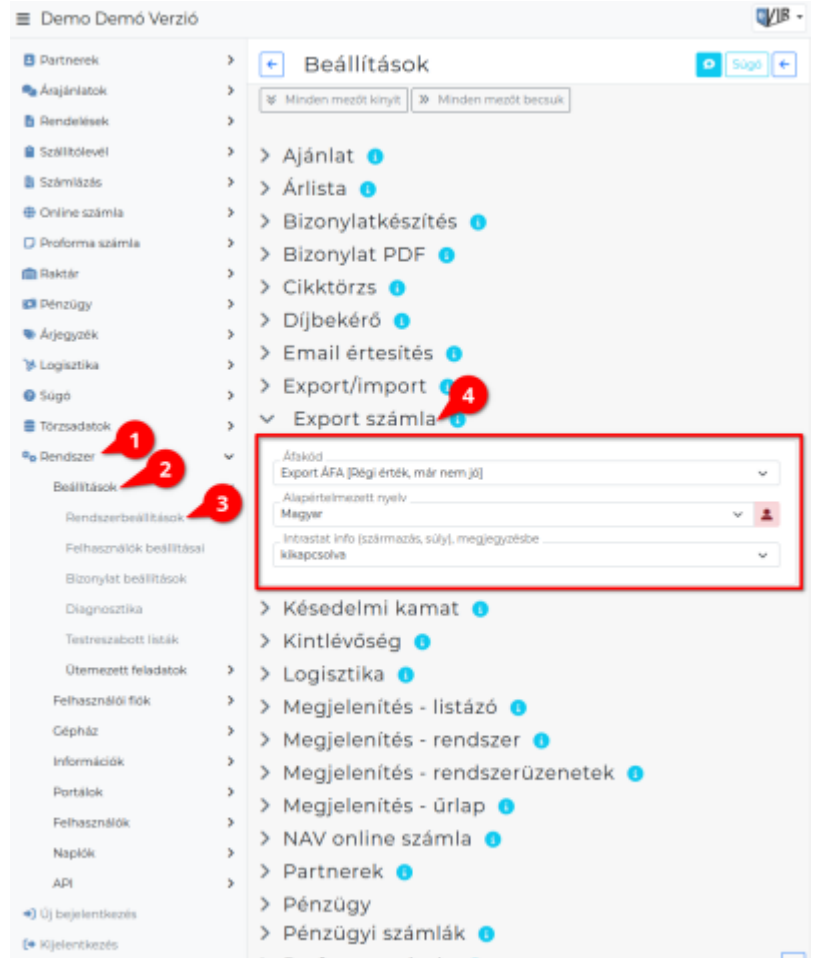 Demo Demó Verzió
VIR
Partnerek
Árajánlatok
Rendelések
Szállítólevél
Számlázás
Online számla
Proforma számla
Raktár
Pénzügy
Árjegyzék
Logisztika
Súgó
Törzsadatok
1
Rendszer
2
Beállítások
3
Rendszerbeállítások
Felhasználók beállításai
Bizonylat beállítások
Diagnosztika
Testreszabott listák
Ütemezett feladatok
Felhasználói fiók
Gépház
Információk
Portálok
Felhasználók
Naplók
API
Új bejelentkezés
Kijelentkezés
Beállítások
Súgó
Minden mezőt kinyit
Minden mezőt becsuk
Ajánlat
Árlista
Bizonylatkészítés
Bizonylat PDF
Cikktörzs
Díjbekérő
Email értesítés
Export/import
4
Export számla
Áfakód
Export ÁFA [Régi érték, már nem jó]
Alapértelmezett nyelv
Magyar
Intrastat info (származás, súly), megjegyzésbe
kikapcsolva
Késedelmi kamat
Kintlévőség
Logisztika
Megjelenítés - listázó
Megjelenítés - rendszer
Megjelenítés - rendszerüzenetek
Megjelenítés - űrlap
NAV online számla
Partnerek
Pénzügy
Pénzügyi számlák